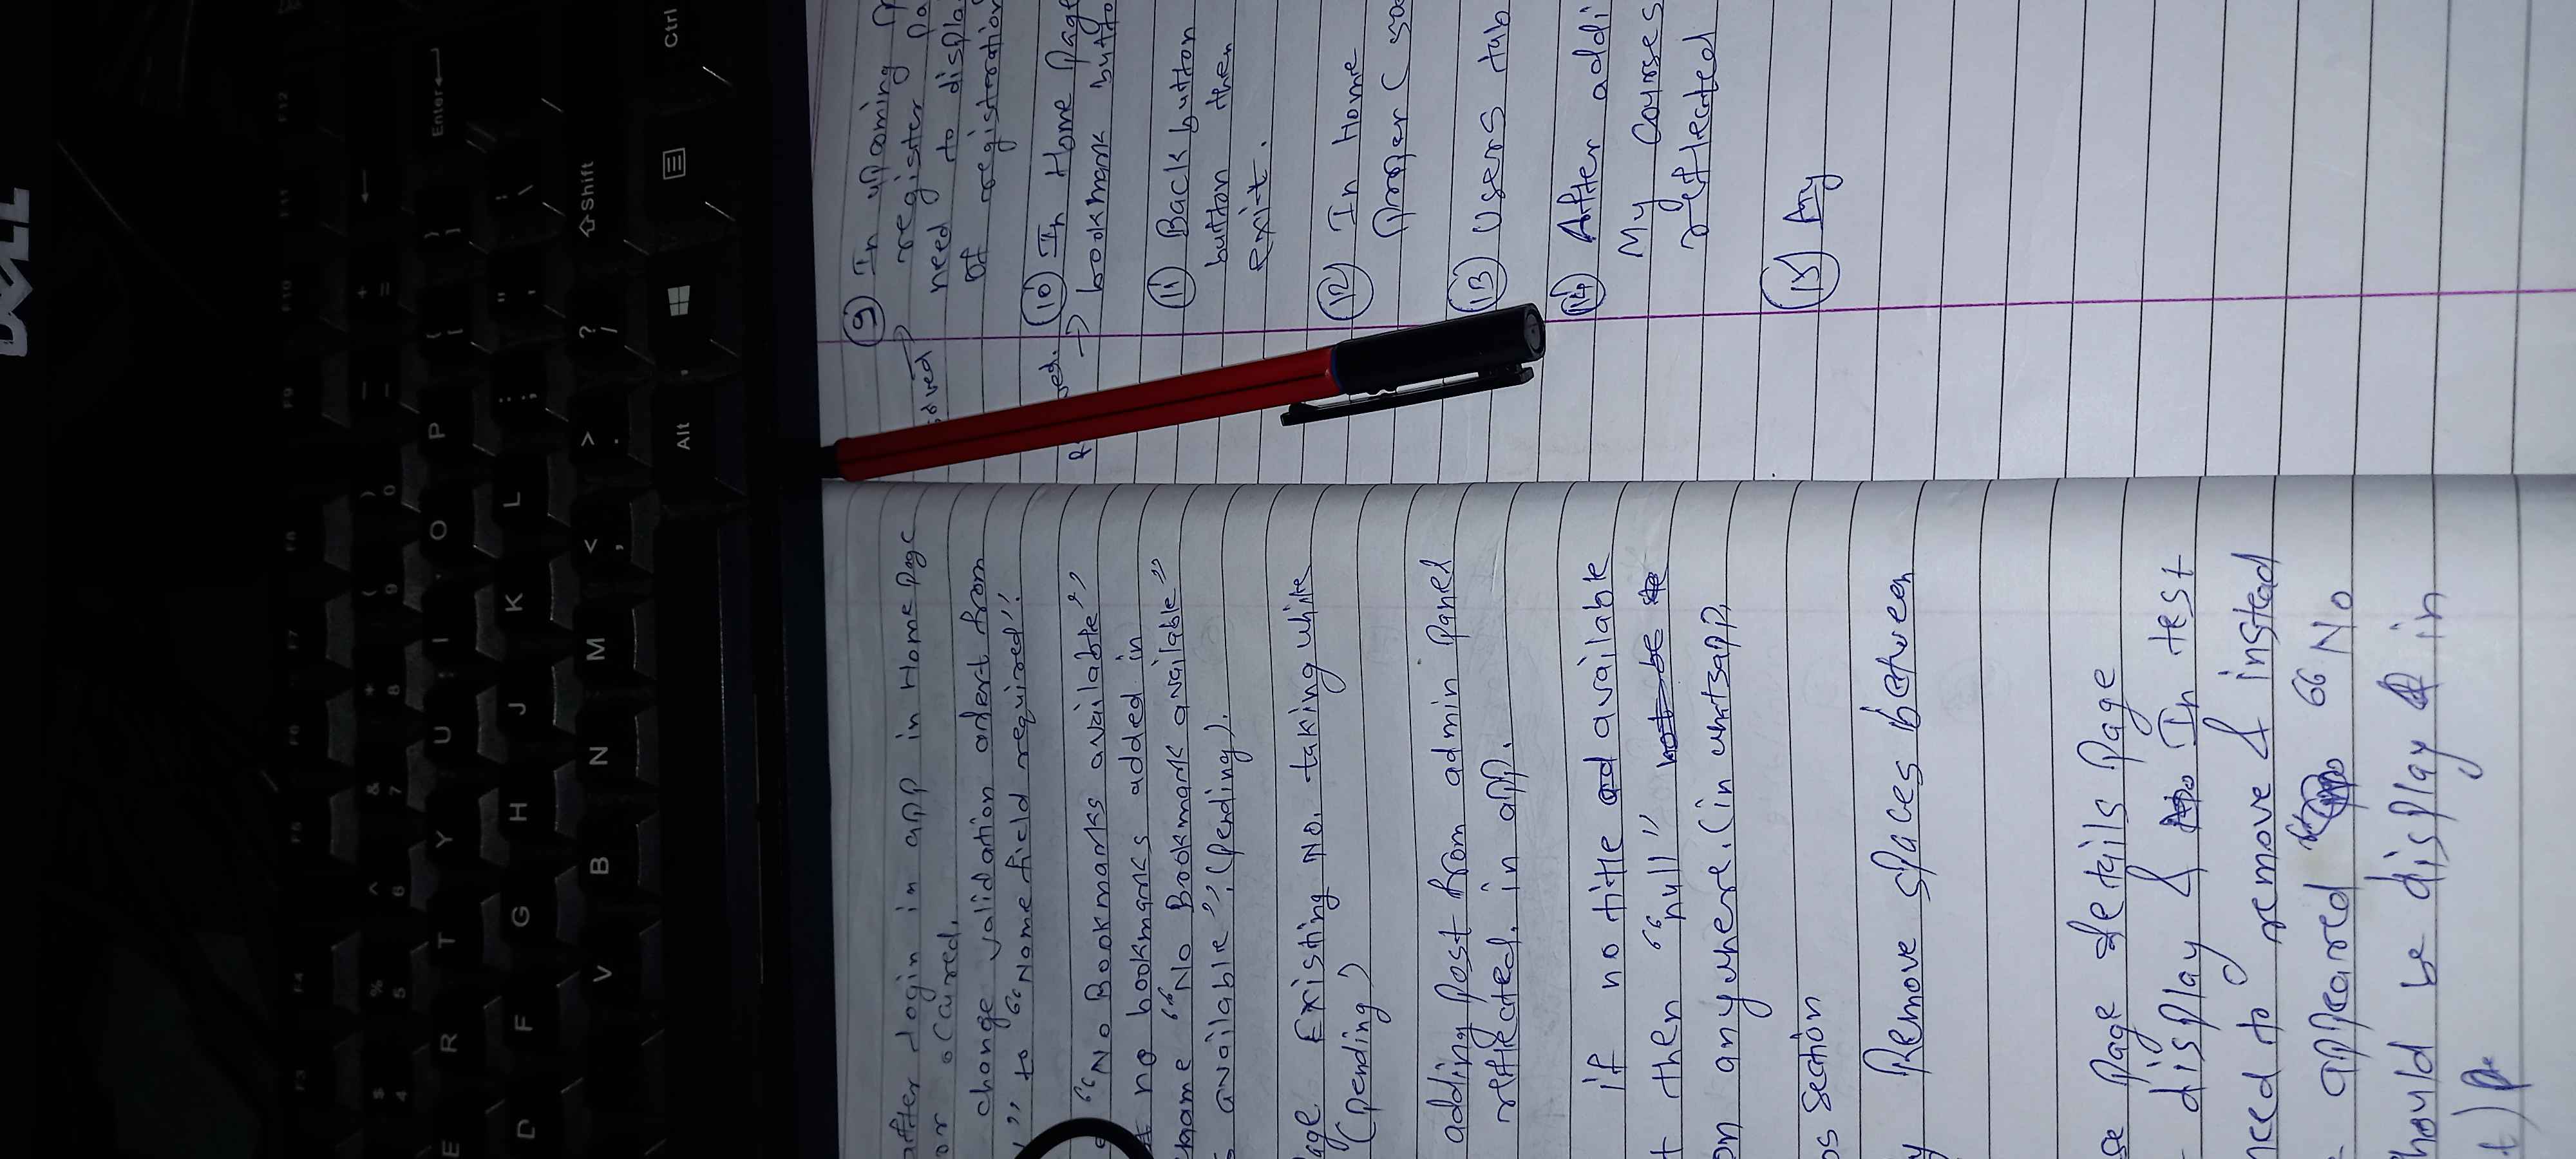 DELL
F3 F4 F5 F6 F7 F8 F9 F10 F11 F12
$ % ^ & * ( ) — +
4 5 6 7 8 9 0 - = ←
E R T Y U I O P { [ } ] Enter
D F G H J K L : ; " ' | \
V B N M < , > . ? / Shift
Alt Ctrl
after login in app in Home Page
or occured.
change validation alert from
" to "Name field required".
"No Bookmarks available"
no bookmarks added in
name "No Bookmark available"
s available". (Pending).
age. Existing No. taking while
(Pending)
adding Post from admin Panel
reflected. in app.
if no title available
t then "null"
on anywhere. (in whatsapp,
os Section
y Remove spaces between
se Page details Page
display & In test
need to remove & instead
appeared "No
hould be display in
t)
9 In upcoming
solved → register Pa
need to displa
of registeration
ved. 10 In Home Page
R → bookmark butto
11 Back button
button then
exit.
12 In Home
Proper (
13 Users tab
14 After addi
My Courses
reflected
15 Any